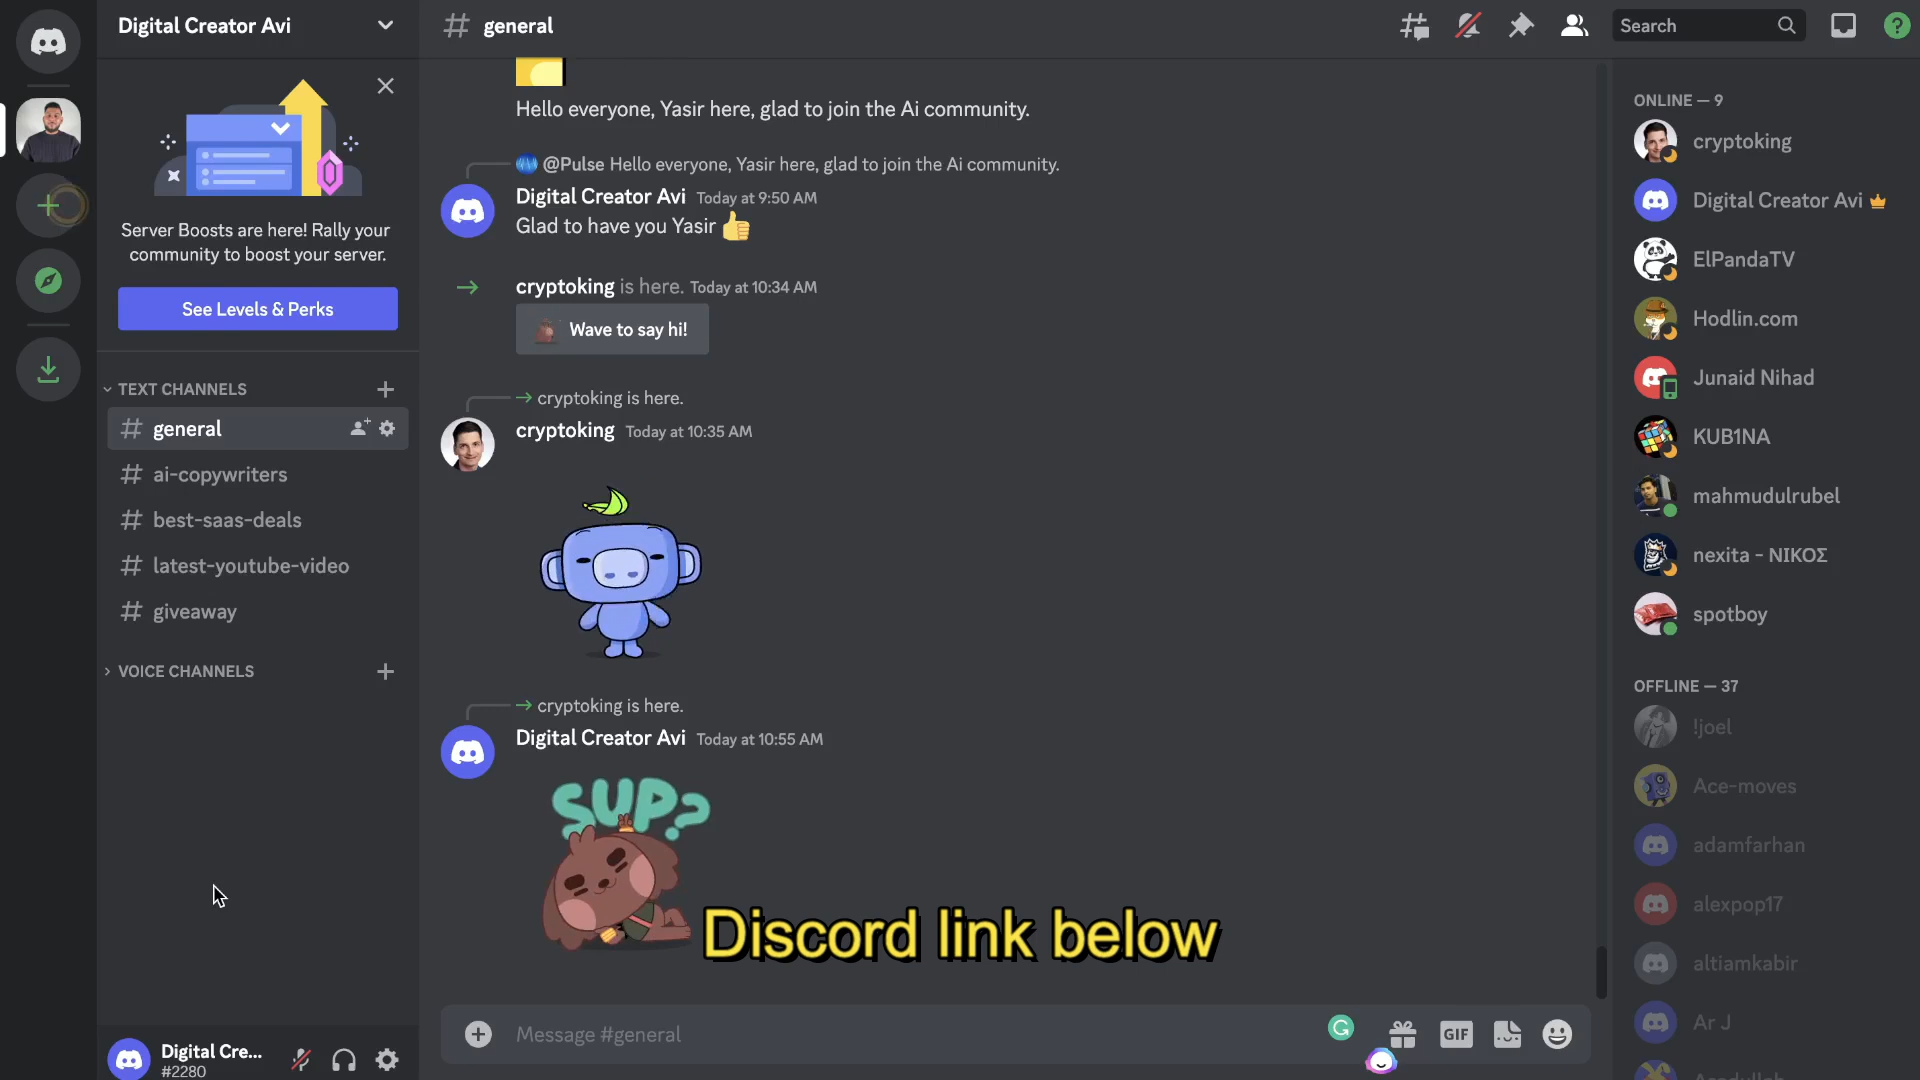 Digital Creator Avi
general
Search
?
Hello everyone, Yasir here, glad to join the Ai community.
@Pulse Hello everyone, Yasir here, glad to join the Ai community.
Digital Creator Avi Today at 9:50 AM
Glad to have you Yasir
cryptoking is here. Today at 10:34 AM
Wave to say hi!
cryptoking is here.
cryptoking Today at 10:35 AM
cryptoking is here.
Digital Creator Avi Today at 10:55 AM
SUP?
Discord link below
Message #general
G
GIF
Server Boosts are here! Rally your
community to boost your server.
See Levels & Perks
TEXT CHANNELS
general
ai-copywriters
best-saas-deals
latest-youtube-video
giveaway
VOICE CHANNELS
Digital Cre...
#2280
ONLINE — 9
cryptoking
Digital Creator Avi
ElPandaTV
Hodlin.com
Junaid Nihad
KUB1NA
mahmudulrubel
nexita - ΝΙΚΟΣ
spotboy
OFFLINE — 37
!joel
Ace-moves
adamfarhan
alexpop17
altiamkabir
Ar J